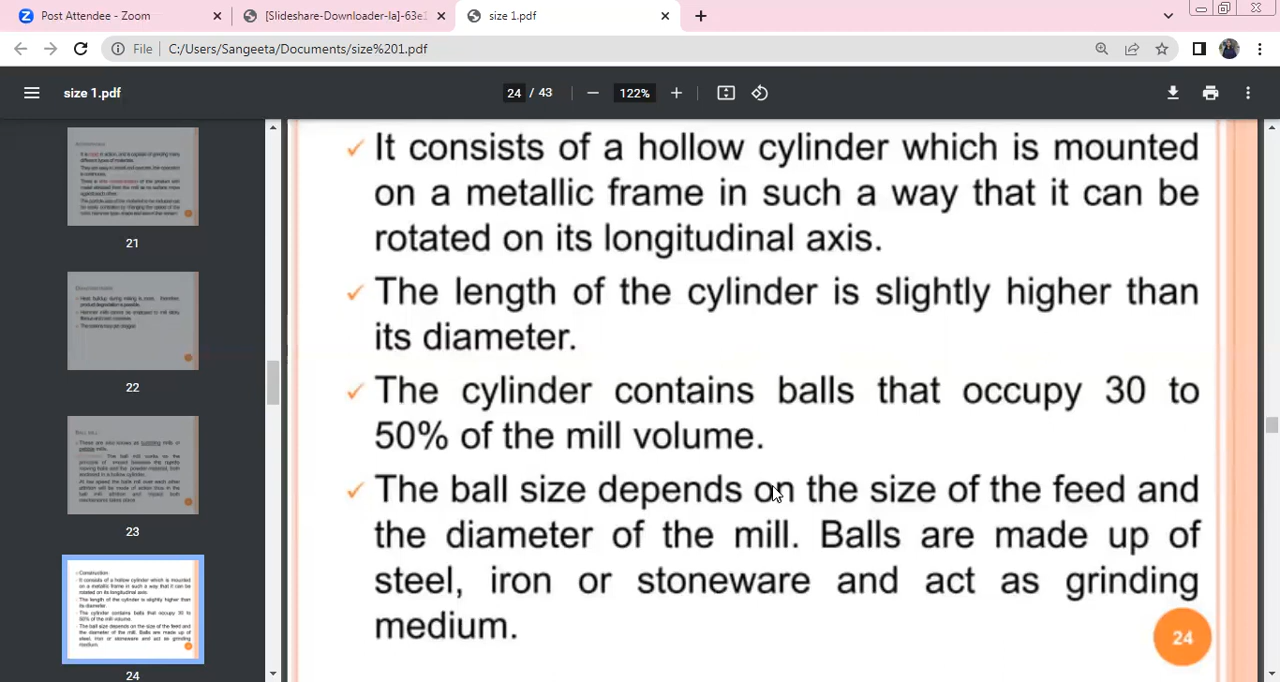 Post Attendee - Zoom
[Slideshare-Downloader-la]-63e1
size 1.pdf
File
C:/Users/Sangeeta/Documents/size%201.pdf
size 1.pdf
24 / 43
122%
21
22
23
24
It consists of a hollow cylinder which is mounted
on a metallic frame in such a way that it can be
rotated on its longitudinal axis.
The length of the cylinder is slightly higher than
its diameter.
The cylinder contains balls that occupy 30 to
50% of the mill volume.
The ball size depends on the size of the feed and
the diameter of the mill. Balls are made up of
steel, iron or stoneware and act as grinding
medium.
24